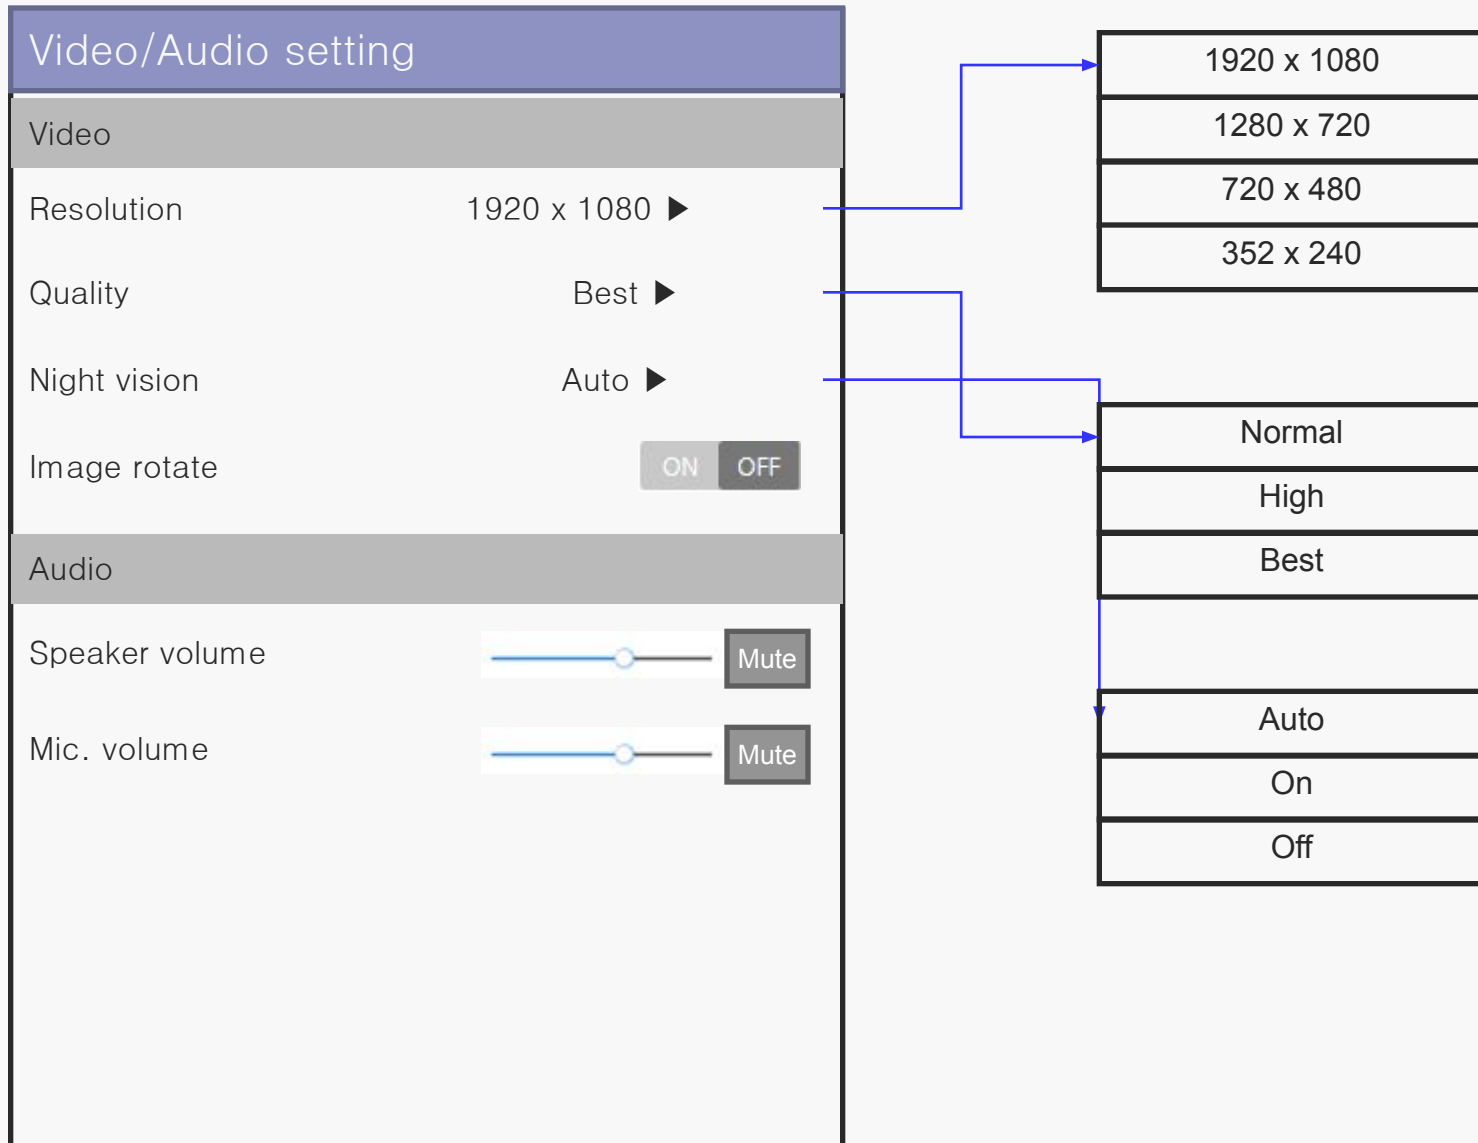 Video/Audio setting
Video
Resolution 1920 x 1080 ▶
Quality Best ▶
Night vision Auto ▶
Image rotate ON OFF
Audio
Speaker volume Mute
Mic. volume Mute
1920 x 1080
1280 x 720
720 x 480
352 x 240
Normal
High
Best
Auto
On
Off